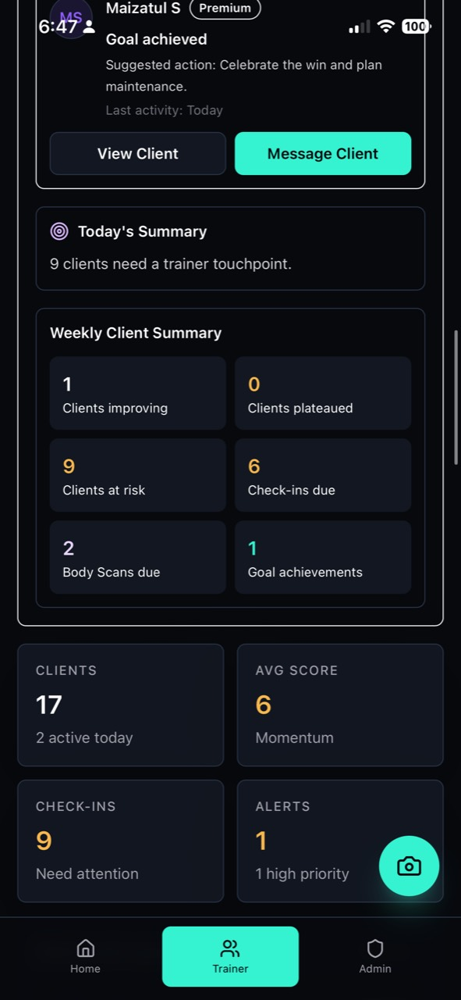 Maizatul S Premium
MS
6:47
100
Goal achieved
Suggested action: Celebrate the win and plan
maintenance.
Last activity: Today
View Client Message Client
Today's Summary
9 clients need a trainer touchpoint.
Weekly Client Summary
1 0
Clients improving Clients plateaued
9 6
Clients at risk Check-ins due
2 1
Body Scans due Goal achievements
CLIENTS AVG SCORE
17 6
2 active today Momentum
CHECK-INS ALERTS
9 1
Need attention 1 high priority
Home Trainer Admin